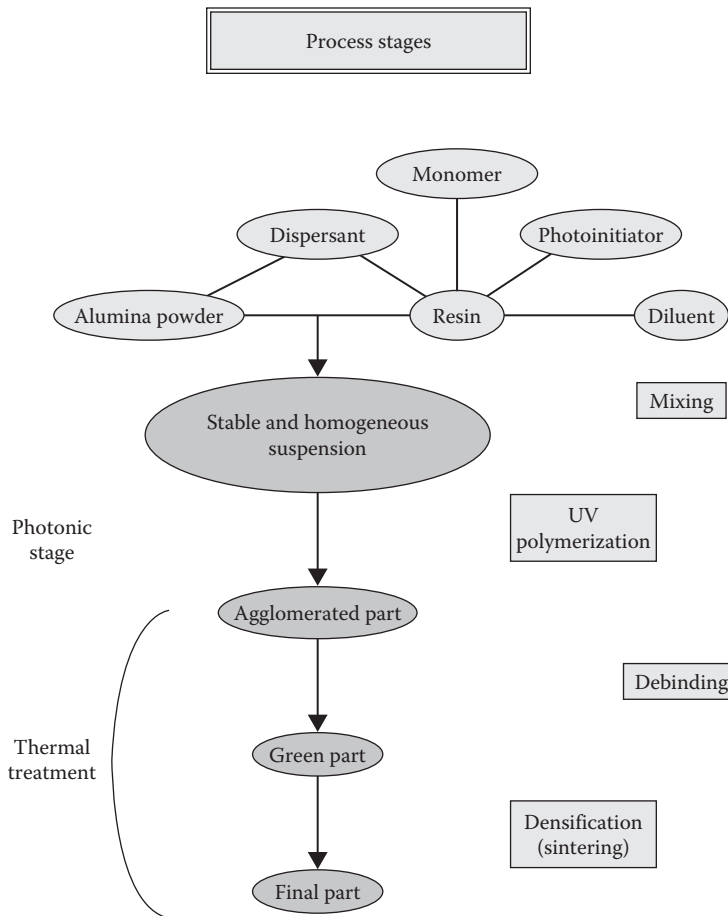 Process stages
Monomer
Dispersant
Photoinitiator
Alumina powder
Resin
Diluent
Mixing
Stable and homogeneous
suspension
UV
polymerization
Photonic
stage
Agglomerated part
Debinding
Thermal
treatment
Green part
Densification
(sintering)
Final part